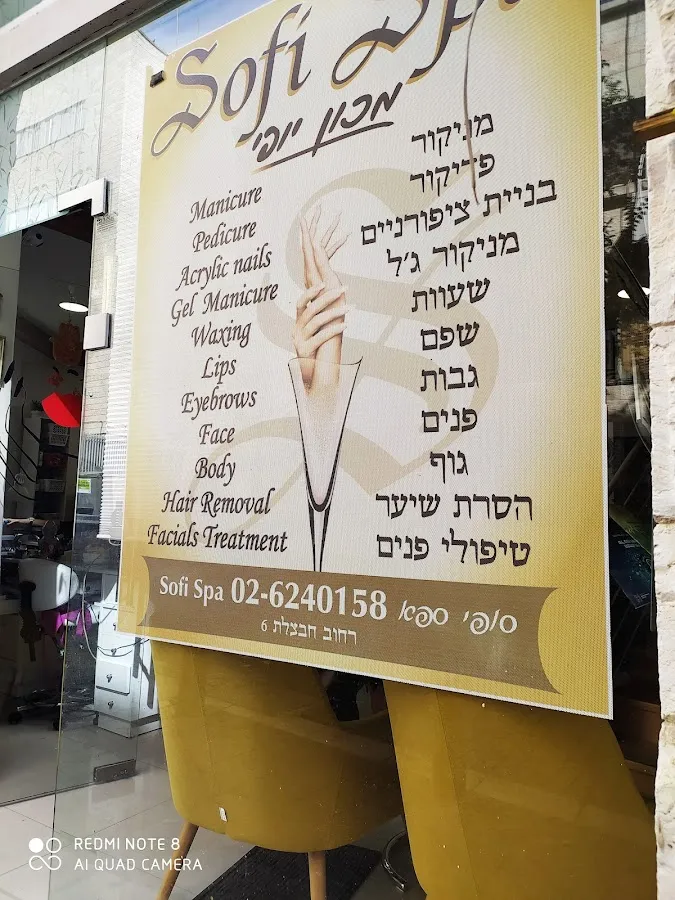 Sofi Spa
מכון יופי
Manicure
Pedicure
Acrylic nails
Gel Manicure
Waxing
Lips
Eyebrows
Face
Body
Hair Removal
Facials Treatment
מניקור
פדיקור
בניית ציפורניים
מניקור ג'ל
שעוות
שפם
גבות
פנים
גוף
הסרת שיער
טיפולי פנים
Sofi Spa 02-6240158 סופי ספא
רחוב חבצלת 6
REDMI NOTE 8
AI QUAD CAMERA